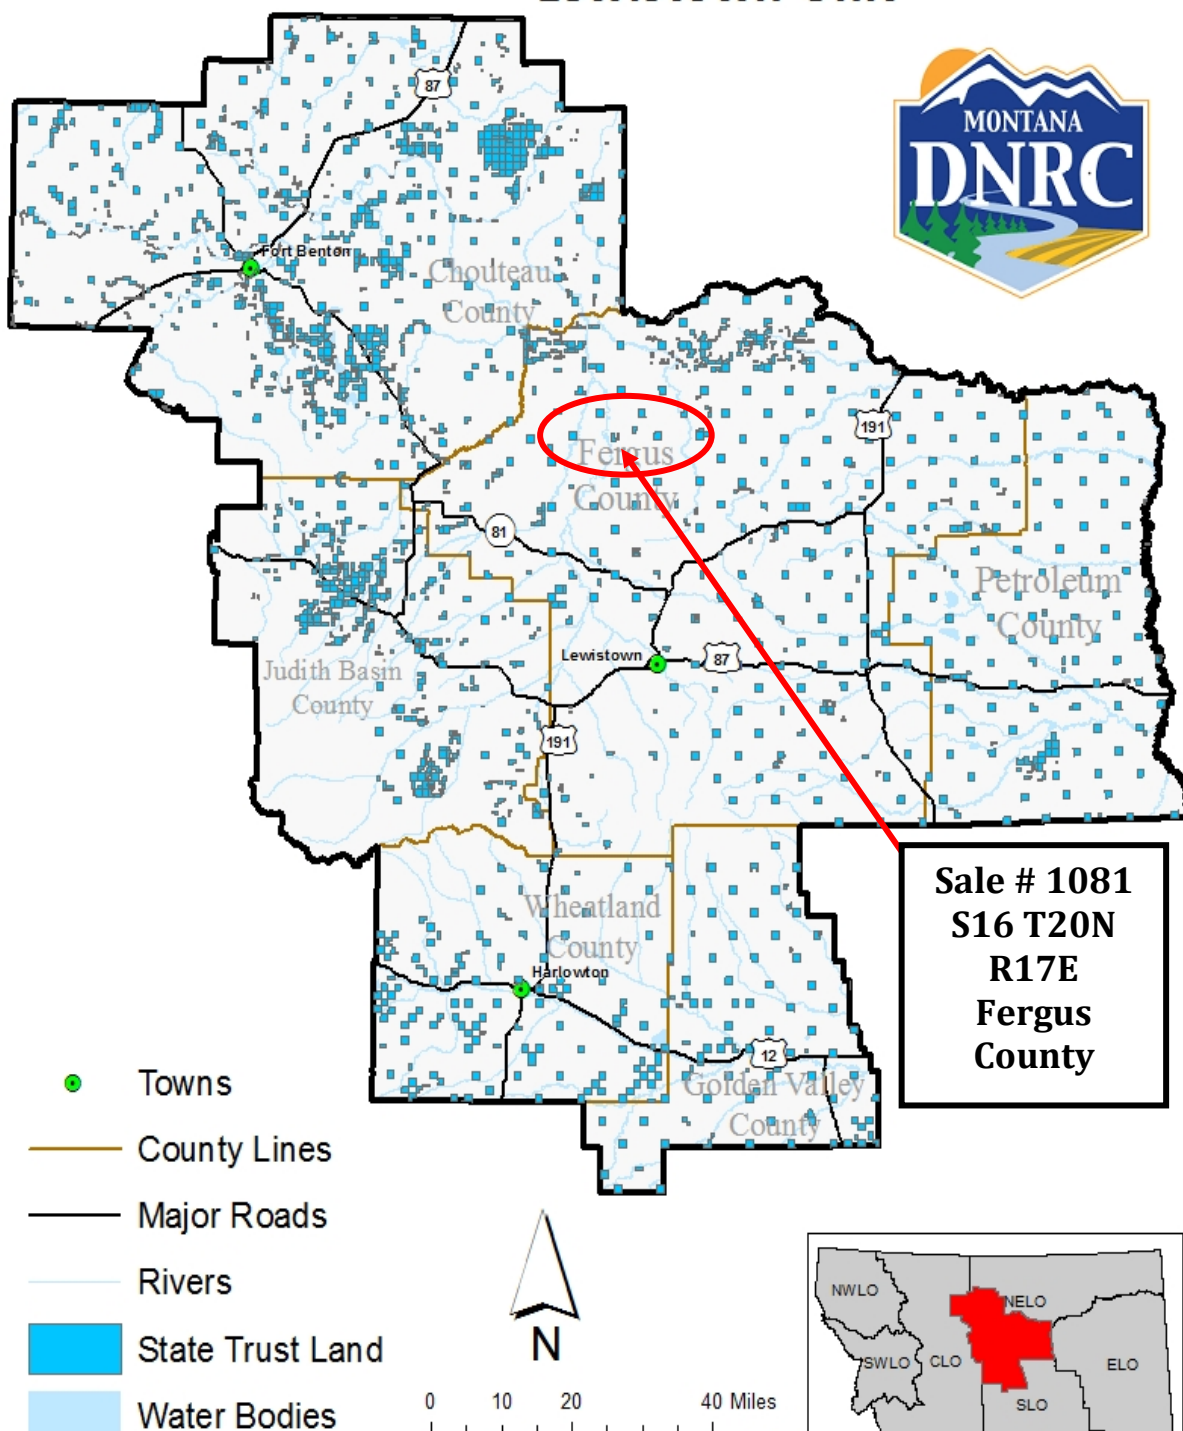 87
MONTANA
DNRC
Fort Benton
Chouteau
County
191
Fergus
County
81
Petroleum
County
Lewistown
87
Judith Basin
County
191
Sale # 1081
S16 T20N
R17E
Fergus
County
Wheatland
County
Harlowton
12
Golden Valley
County
Towns
County Lines
Major Roads
Rivers
State Trust Land
Water Bodies
N
0 10 20 40 Miles
NWLO
NELO
SWLO
CLO
ELO
SLO